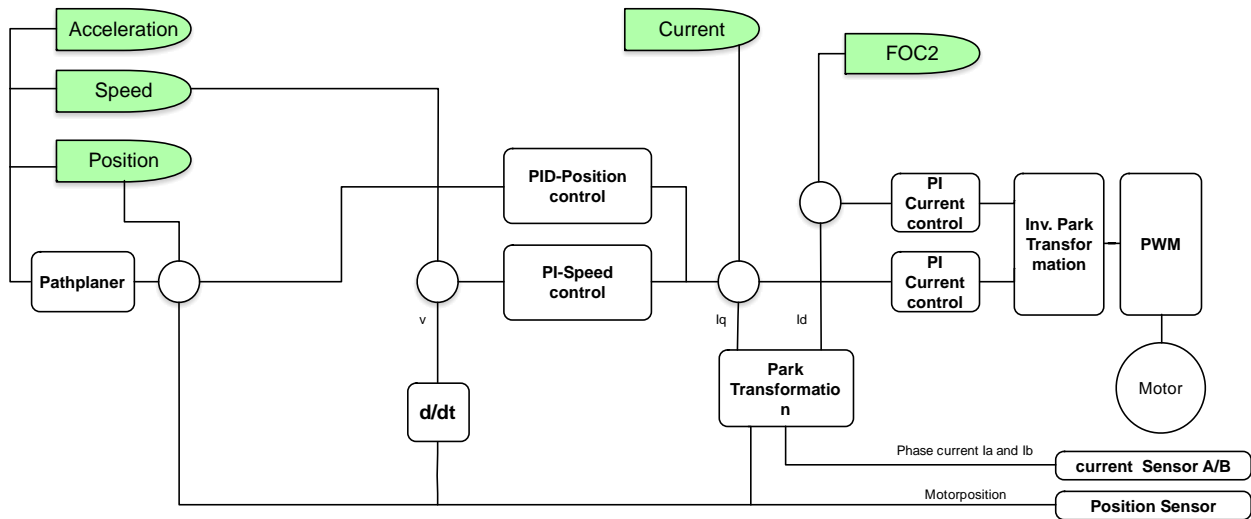 Acceleration
Speed
Position
Pathplaner
Current
FOC2
PID-Position
control
PI-Speed
control
v
d/dt
Iq
Id
Park
Transformatio
n
PI
Current
control
PI
Current
control
Inv. Park
Transfor
mation
PWM
Motor
Phase current Ia and Ib
current Sensor A/B
Motorposition
Position Sensor